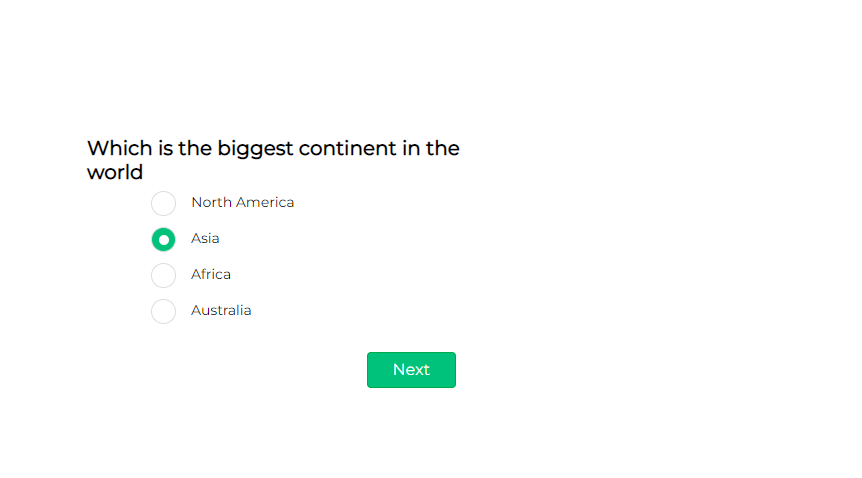 Which is the biggest continent in the
world
North America
Asia
Africa
Australia
Next